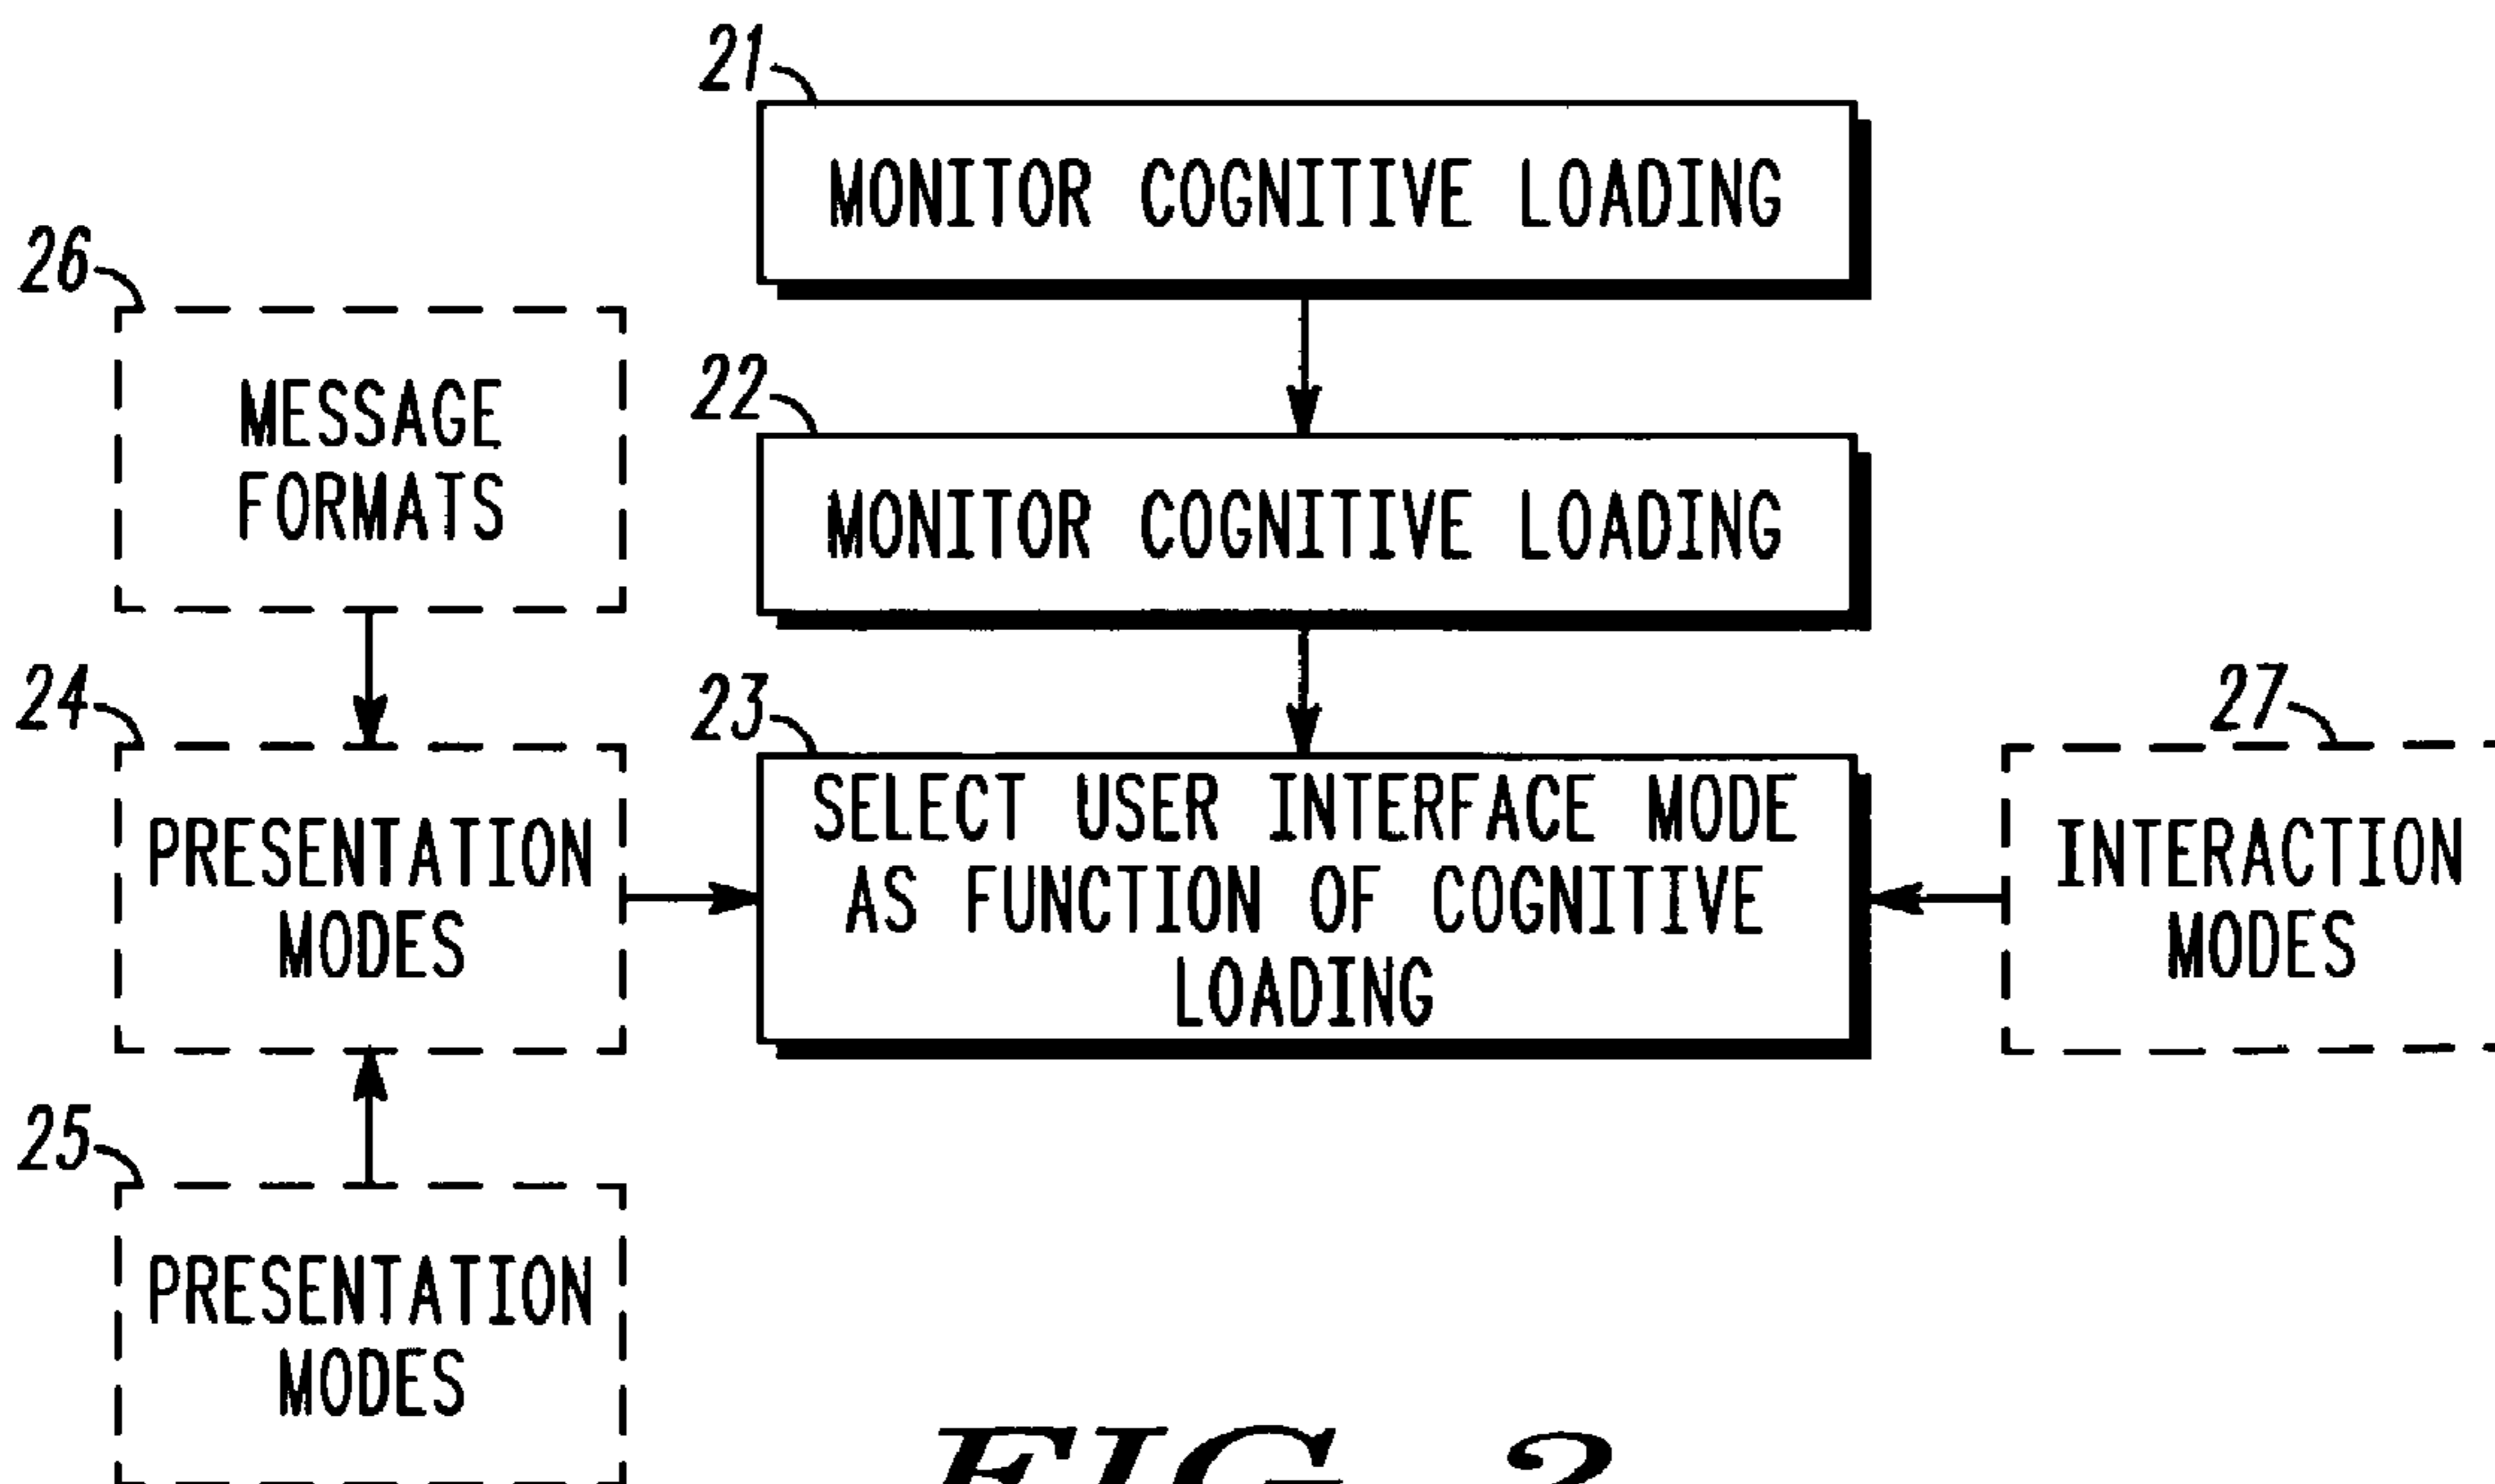 21
MONITOR COGNITIVE LOADING
26
MESSAGE
FORMATS
22
MONITOR COGNITIVE LOADING
24
PRESENTATION
MODES
23
SELECT USER INTERFACE MODE
AS FUNCTION OF COGNITIVE
LOADING
27
INTERACTION
MODES
25
PRESENTATION
MODES
FIG